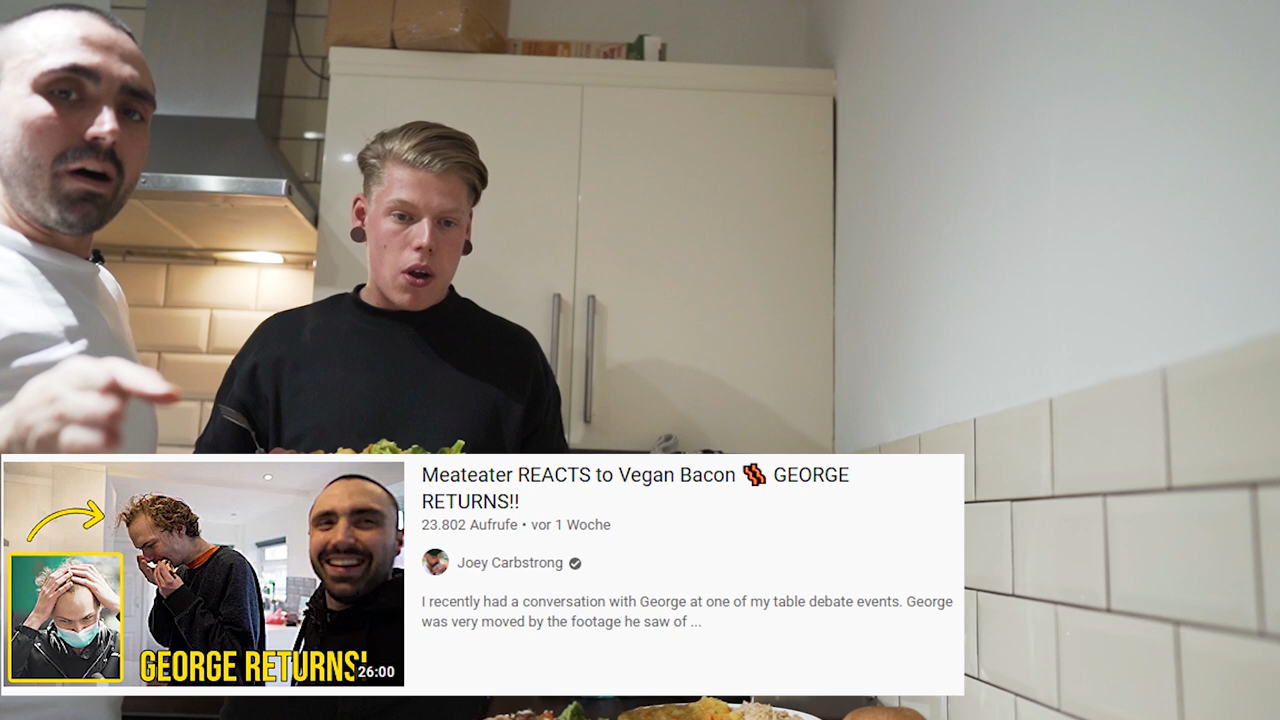 Meateater REACTS to Vegan Bacon 🥓 GEORGE
RETURNS!!
23.802 Aufrufe • vor 1 Woche
Joey Carbstrong
I recently had a conversation with George at one of my table debate events. George
was very moved by the footage he saw of ...
GEORGE RETURNS!
26:00